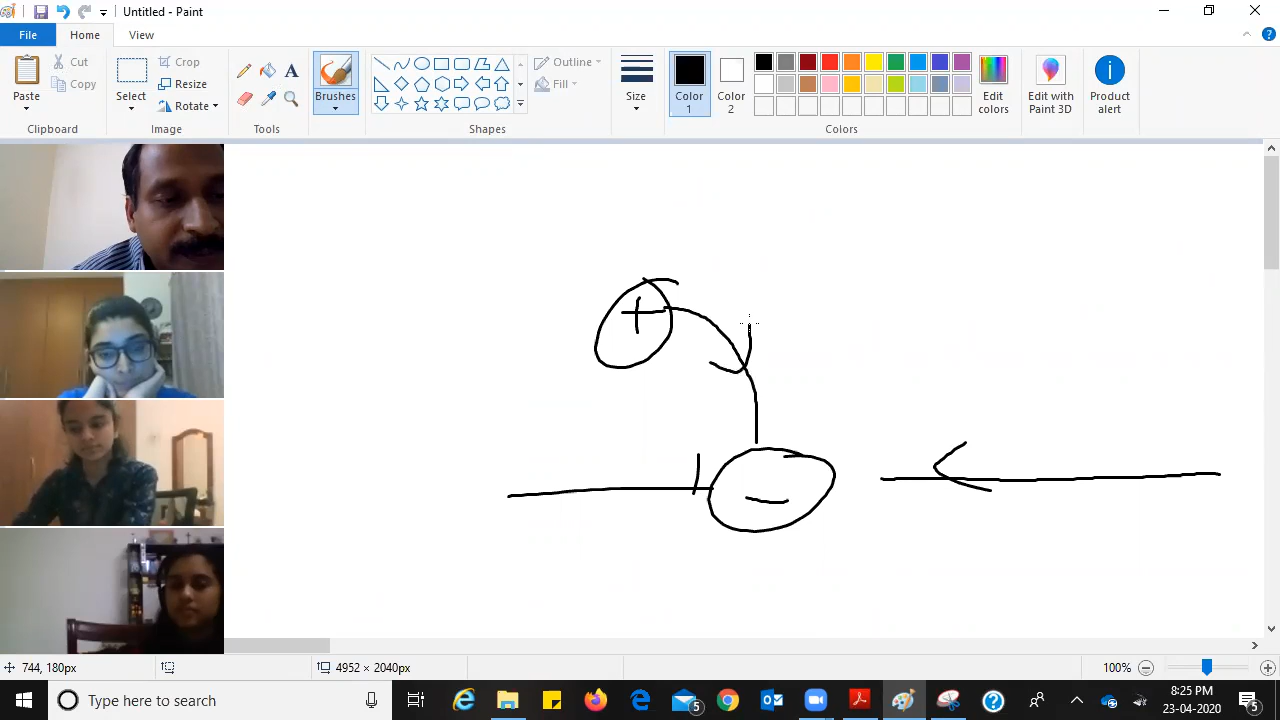 Untitled - Paint
File
Home
View
Paste
Cut
Copy
Clipboard
Select
Crop
Resize
Rotate
Image
A
Tools
Brushes
Outline
Fill
Shapes
Size
Color
1
Color
2
Edit
colors
Edit with
Paint 3D
Product
alert
Colors
+
−
744, 180px
4952 × 2040px
100%
Type here to search
5
8:25 PM
23-04-2020
5